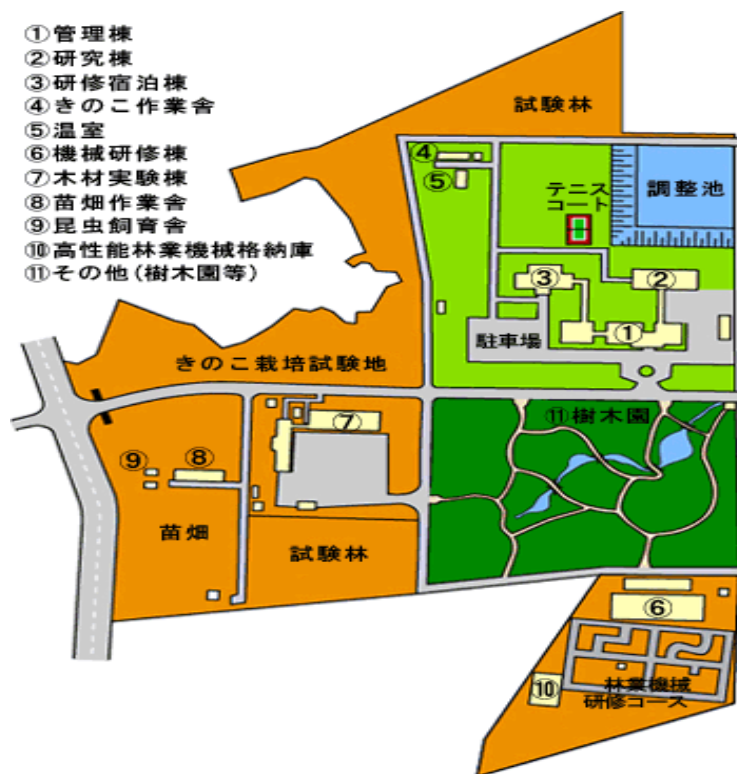 ①管理棟
②研究棟
③研修宿泊棟
④きのこ作業舎
⑤温室
⑥機械研修棟
⑦木材実験棟
⑧苗畑作業舎
⑨昆虫飼育舎
⑩高性能林業機械格納庫
⑪その他(樹木園等)
試験林
④
⑤
テニス
コート
調整池
③
②
①
駐車場
きのこ栽培試験地
⑦
⑪樹木園
⑨
⑧
苗畑
試験林
⑥
⑩
林業機械
研修コース